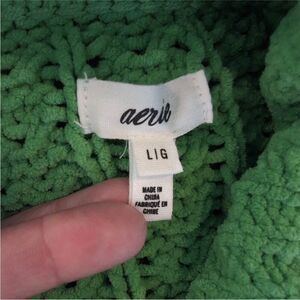 aerie
L|G
MADE IN
CHINA
FABRIQUÉ EN
CHINE